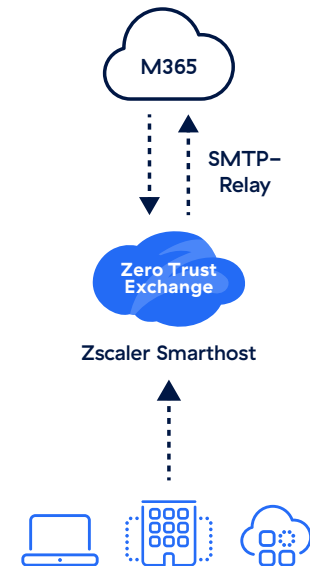 M365
SMTP-
Relay
Zero Trust
Exchange
Zscaler Smarthost